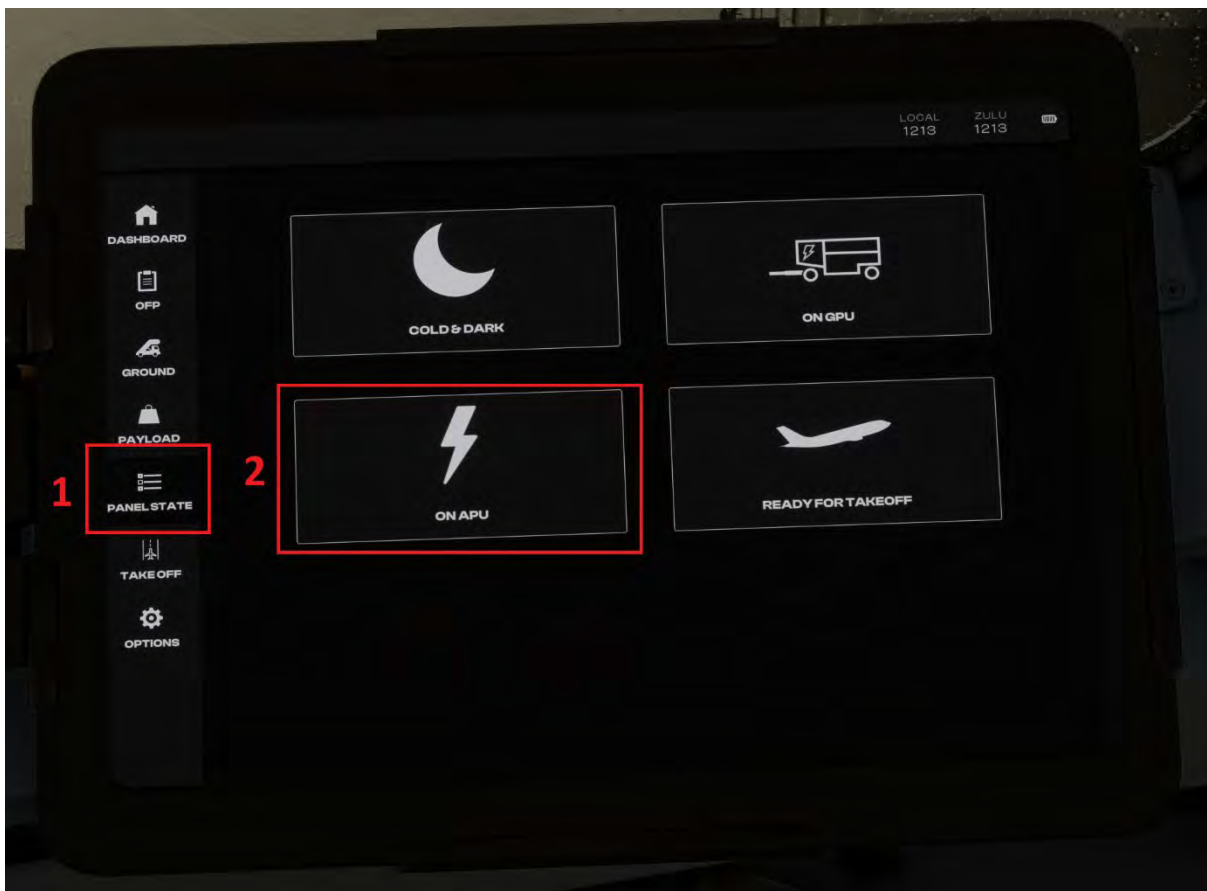 LOCAL ZULU
1213 1213
DASHBOARD
OFP
GROUND
PAYLOAD
1
PANEL STATE
TAKE OFF
OPTIONS
COLD & DARK
ON GPU
2
ON APU
READY FOR TAKEOFF